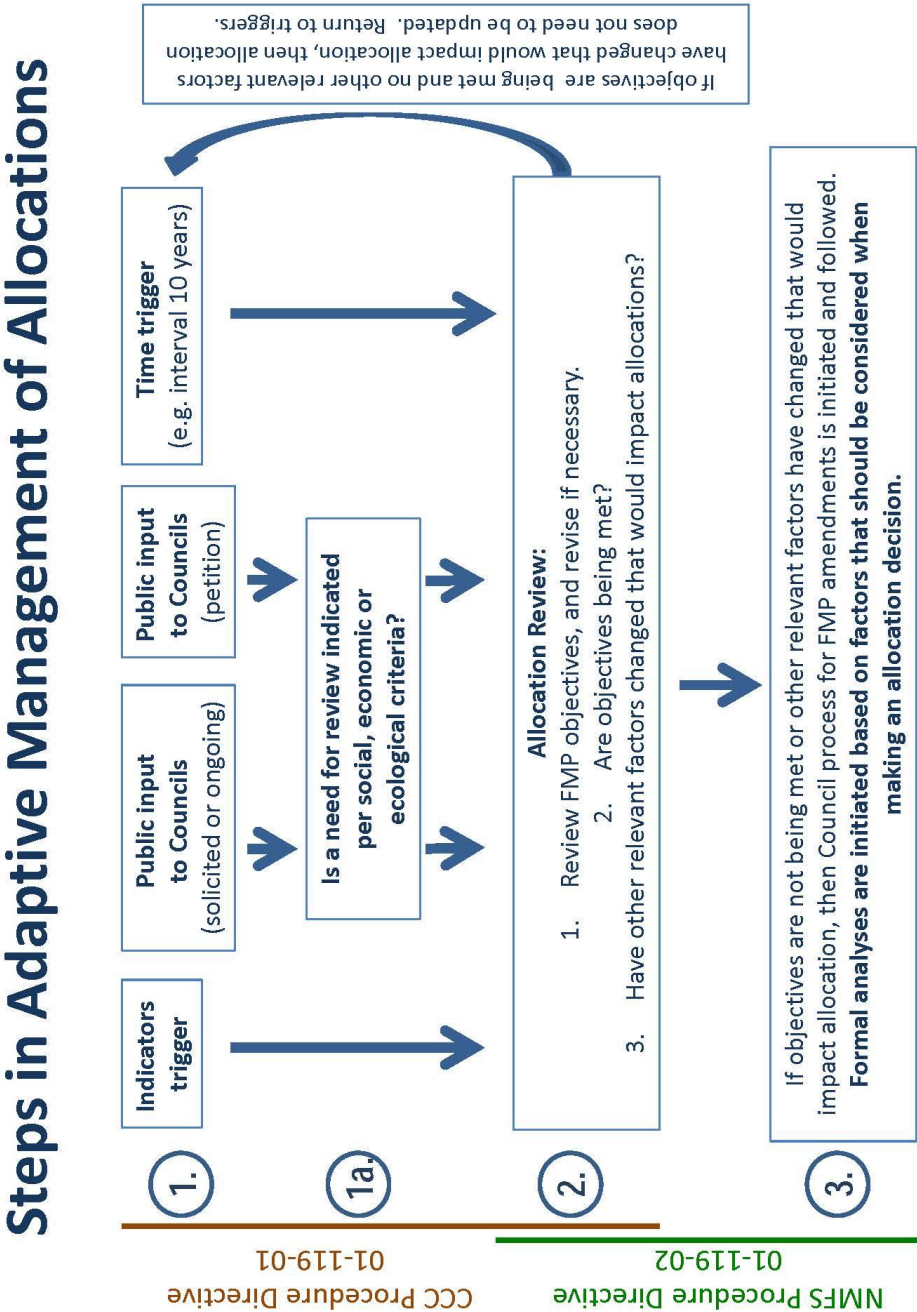 Steps in Adaptive Management of Allocations
CCC Procedure Directive
01-119-01
NMFS Procedure Directive
01-119-02
1.
Indicators
trigger
Public input
to Councils
(solicited or ongoing)
Public input
to Councils
(petition)
Time trigger
(e.g. interval 10 years)
1a.
Is a need for review indicated
per social, economic or
ecological criteria?
2.
Allocation Review:
1. Review FMP objectives, and revise if necessary.
2. Are objectives being met?
3. Have other relevant factors changed that would impact allocations?
If objectives are being met and no other relevant factors
have changed that would impact allocation, then allocation
does not need to be updated. Return to triggers.
3.
If objectives are not being met or other relevant factors have changed that would
impact allocation, then Council process for FMP amendments is initiated and followed.
Formal analyses are initiated based on factors that should be considered when
making an allocation decision.